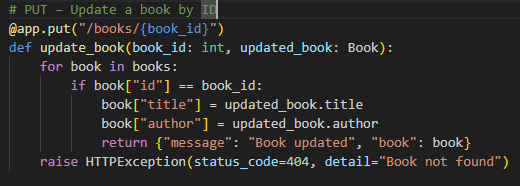 # PUT – Update a book by ID
@app.put("/books/{book_id}")
def update_book(book_id: int, updated_book: Book):
    for book in books:
        if book["id"] == book_id:
            book["title"] = updated_book.title
            book["author"] = updated_book.author
            return {"message": "Book updated", "book": book}
    raise HTTPException(status_code=404, detail="Book not found")